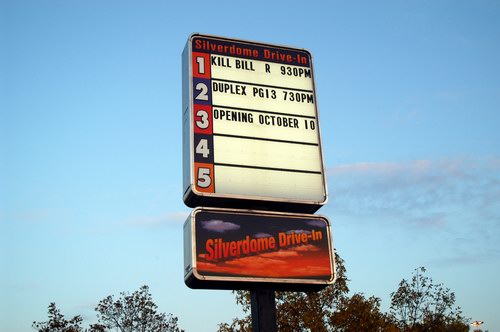 Silverdome Drive-In
1 KILL BILL R 930PM
2 DUPLEX PG13 730PM
3 OPENING OCTOBER 10
4
5
Silverdome Drive-In